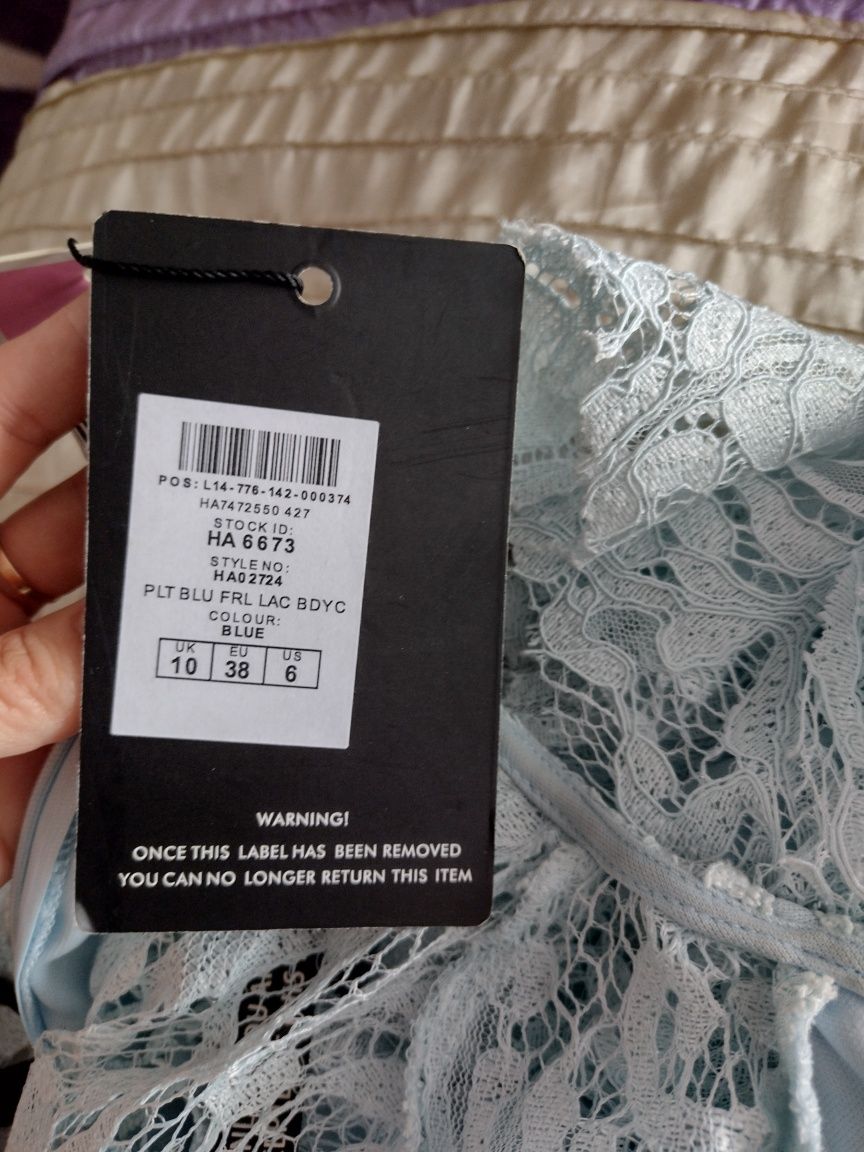 POS: L14-776-142-000374
HA7472550 427
STOCK ID:
HA 6673
STYLE NO:
HA02724
PLT BLU FRL LAC BDYC
COLOUR:
BLUE
UK EU US
10 38 6
WARNING!
ONCE THIS LABEL HAS BEEN REMOVED
YOU CAN NO LONGER RETURN THIS ITEM